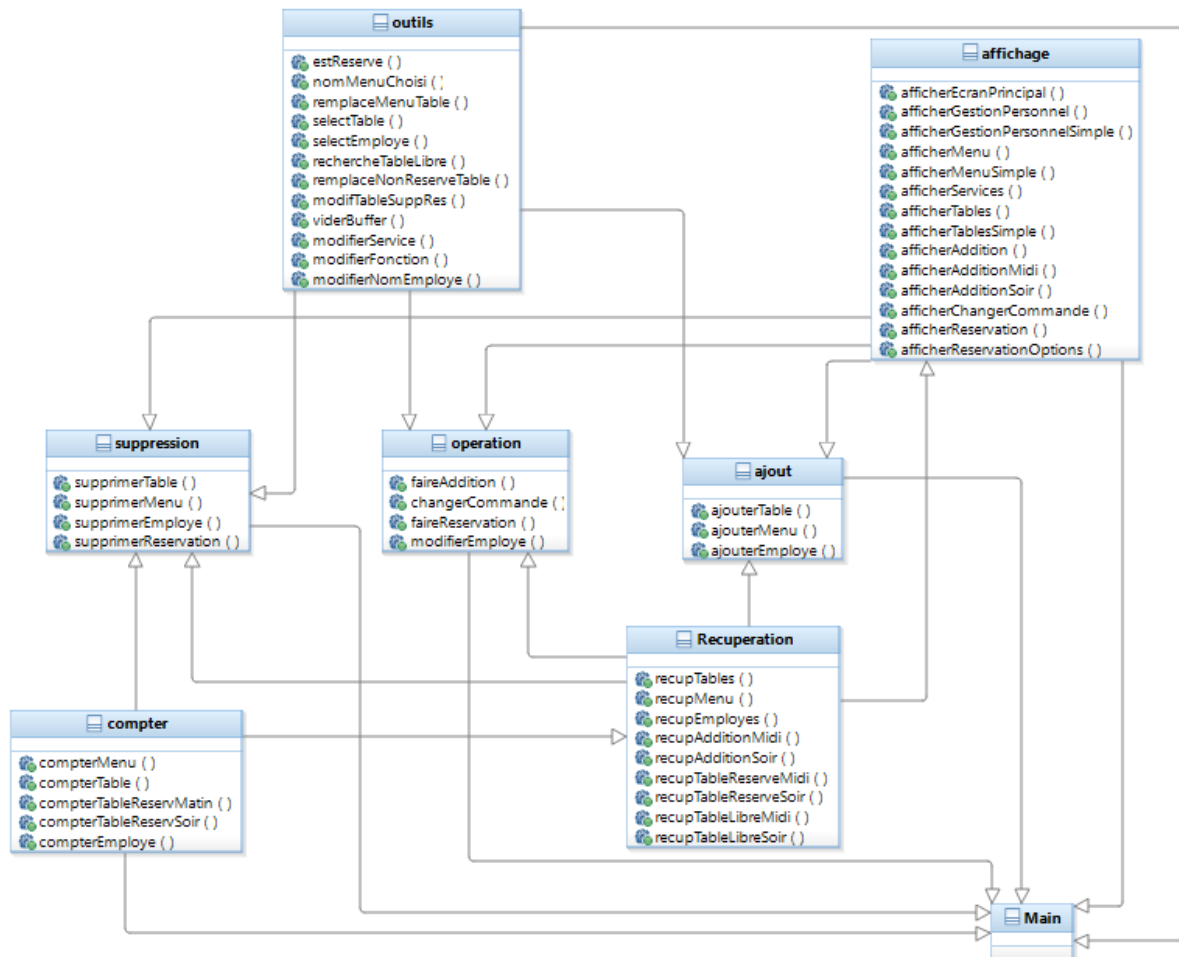 outils
estReserve ( )
nomMenuChoisi ( )
remplaceMenuTable ( )
selectTable ( )
selectEmploye ( )
rechercheTableLibre ( )
remplaceNonReserveTable ( )
modifTableSuppRes ( )
viderBuffer ( )
modifierService ( )
modifierFonction ( )
modifierNomEmploye ( )
affichage
afficherEcranPrincipal ( )
afficherGestionPersonnel ( )
afficherGestionPersonnelSimple ( )
afficherMenu ( )
afficherMenuSimple ( )
afficherServices ( )
afficherTables ( )
afficherTablesSimple ( )
afficherAddition ( )
afficherAdditionMidi ( )
afficherAdditionSoir ( )
afficherChangerCommande ( )
afficherReservation ( )
afficherReservationOptions ( )
suppression
supprimerTable ( )
supprimerMenu ( )
supprimerEmploye ( )
supprimerReservation ( )
operation
faireAddition ( )
changerCommande ( )
faireReservation ( )
modifierEmploye ( )
ajout
ajouterTable ( )
ajouterMenu ( )
ajouterEmploye ( )
Recuperation
recupTables ( )
recupMenu ( )
recupEmployes ( )
recupAdditionMidi ( )
recupAdditionSoir ( )
recupTableReserveMidi ( )
recupTableReserveSoir ( )
recupTableLibreMidi ( )
recupTableLibreSoir ( )
compter
compterMenu ( )
compterTable ( )
compterTableReservMatin ( )
compterTableReservSoir ( )
compterEmploye ( )
Main